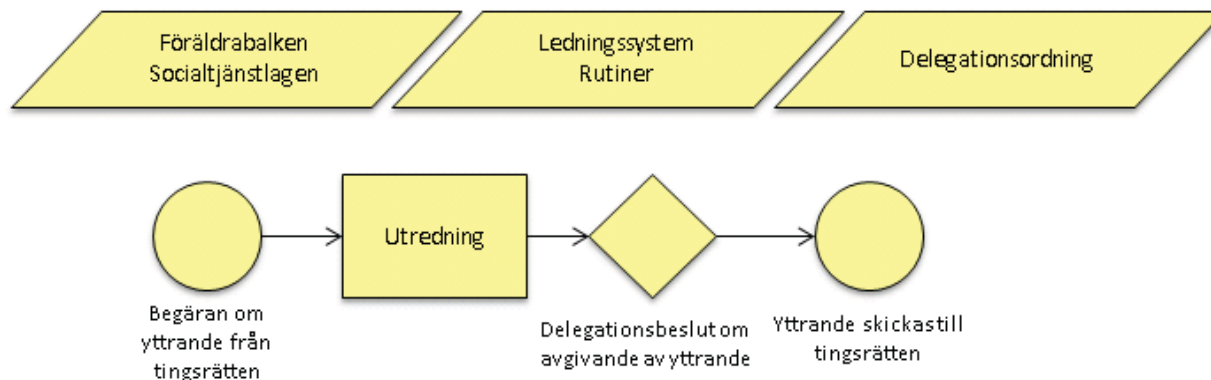 Föräldrabalken
Socialtjänstlagen
Ledningssystem
Rutiner
Delegationsordning
Utredning
Begäran om
yttrande från
tingsrätten
Delegationsbeslut om
avgivande av yttrande
Yttrande skickas till
tingsrätten